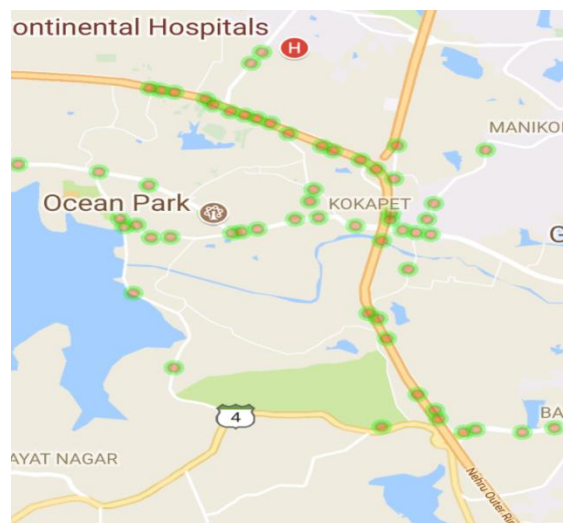 ontinental Hospitals
H
MANIKO
Ocean Park
KOKAPET
G
4
BA
AYAT NAGAR
Nehru Outer Ri